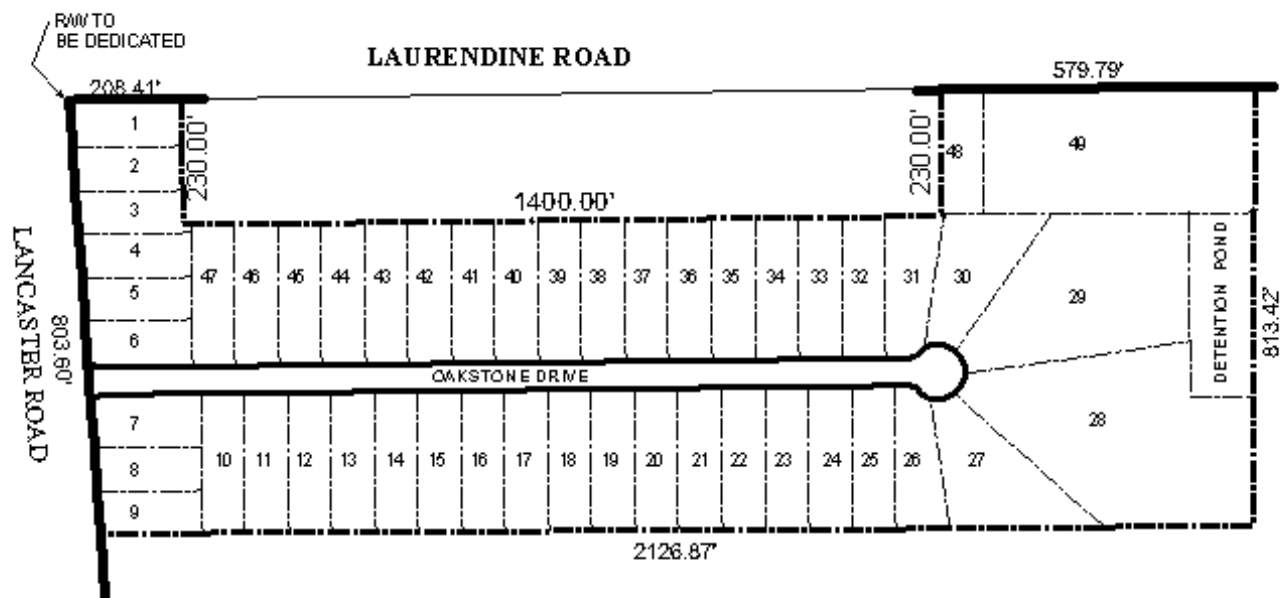 R/W TO
BE DEDICATED
LAURENDINE ROAD
208.41'
579.79'
1
2
3
4
5
6
7
8
9
230.00'
1400.00'
230.00'
48
49
47 46 45 44 43 42 41 40 39 38 37 36 35 34 33 32 31 30
29
DETENTION POND
813.42'
LANCASTER ROAD
803.60'
OAKSTONE DRIVE
28
10 11 12 13 14 15 16 17 18 19 20 21 22 23 24 25 26 27
2126.87'